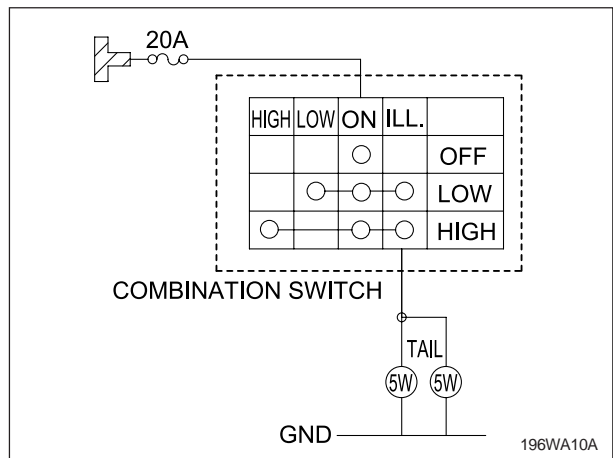 20A
HIGH LOW ON ILL.
OFF
LOW
HIGH
COMBINATION SWITCH
TAIL
5W 5W
GND
196WA10A